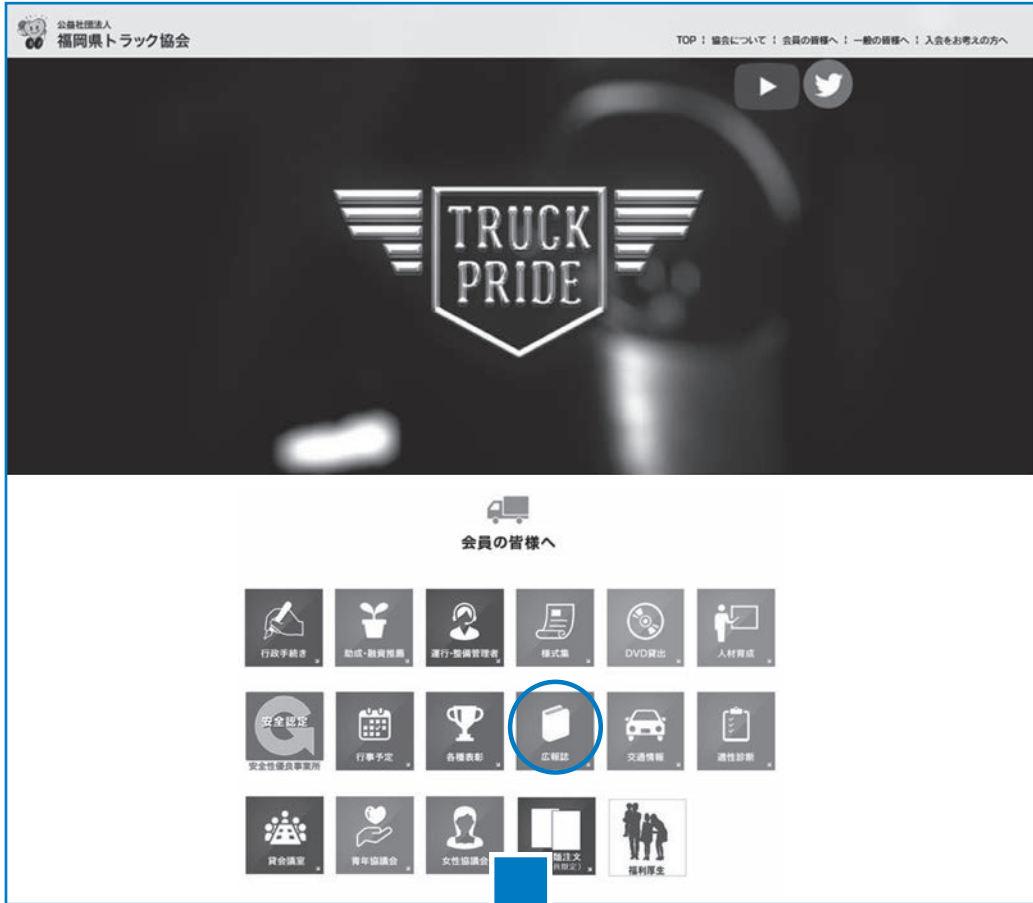 公益社団法人
福岡県トラック協会
TOP ¦ 協会について ¦ 会員の皆様へ ¦ 一般の皆様へ ¦ 入会をお考えの方へ
TRUCK
PRIDE
会員の皆様へ
行政手続き
助成・融資推薦
運行・整備管理者
様式集
DVD貸出
人材育成
安全認定
安全性優良事業所
行事予定
各種表彰
広報誌
交通情報
適性診断
貸会議室
青年協議会
女性協議会
類注文
員限定）
福利厚生